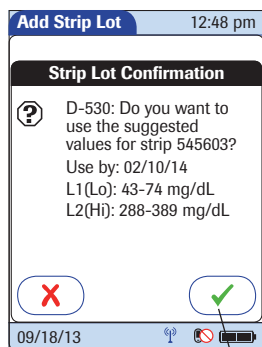 Add Strip Lot 12:48 pm
Strip Lot Confirmation
D-530: Do you want to
use the suggested
values for strip 545603?
Use by: 02/10/14
L1(Lo): 43-74 mg/dL
L2(Hi): 288-389 mg/dL
09/18/13